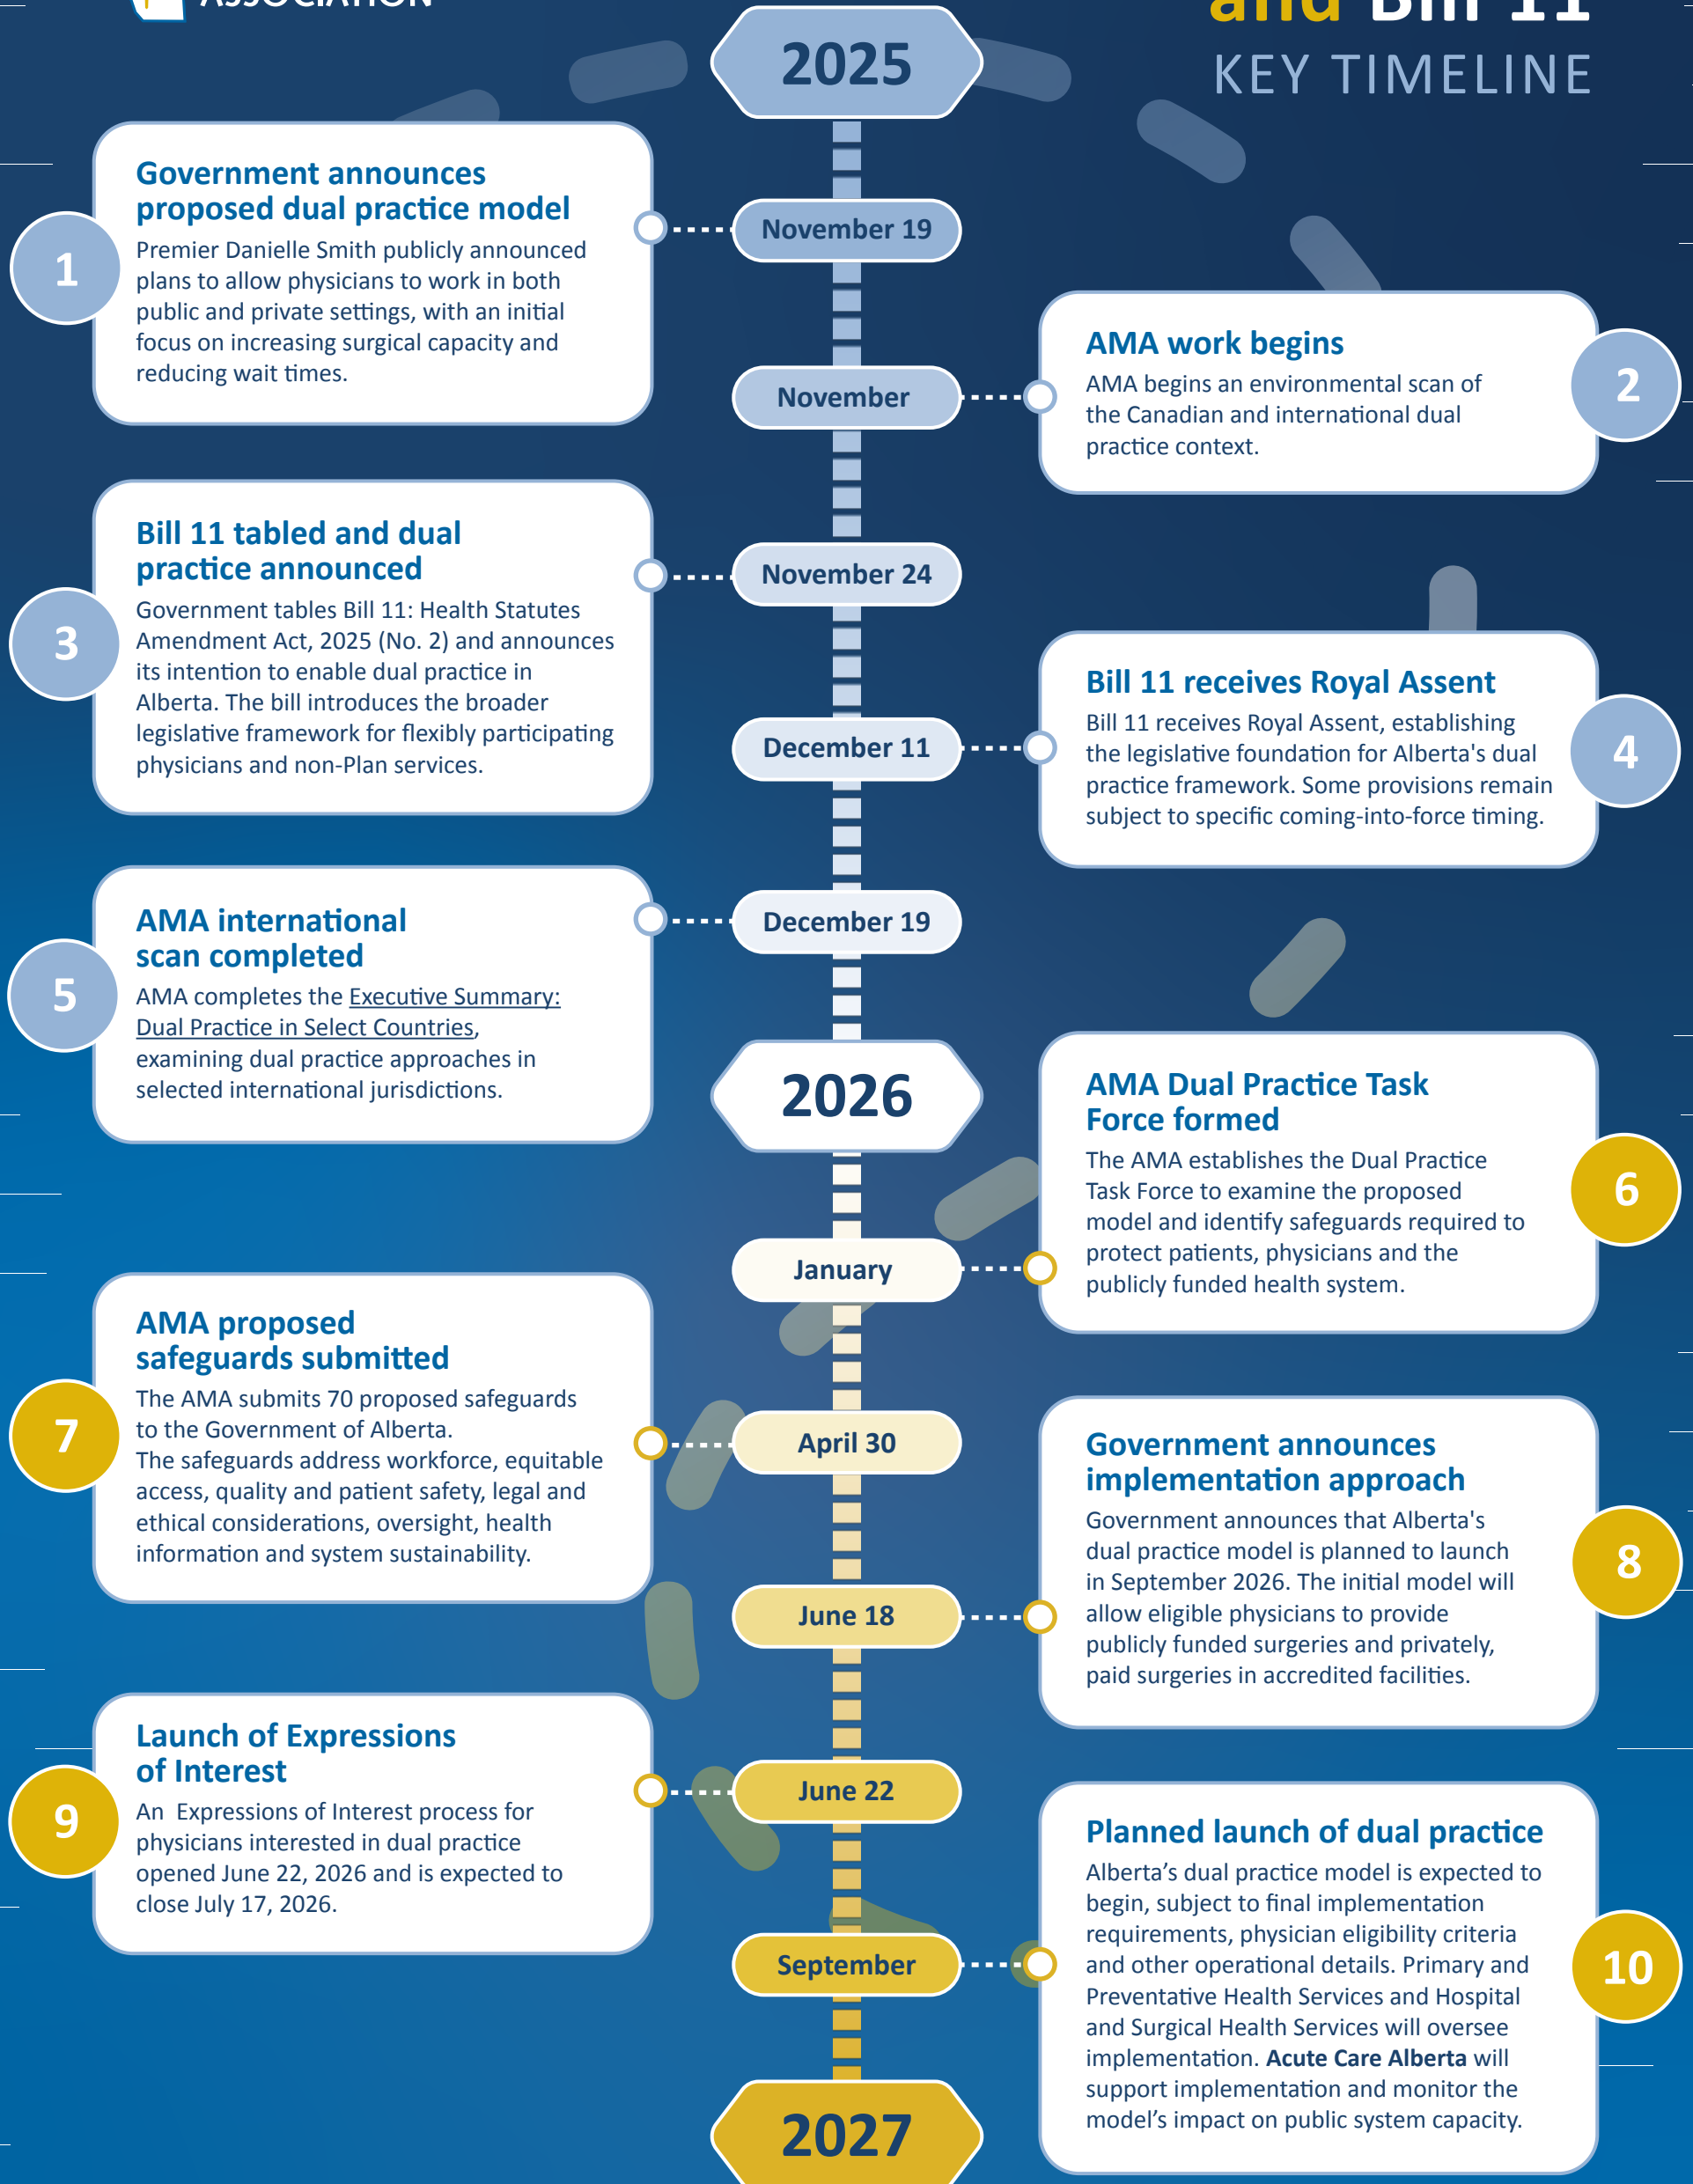 ASSOCIATION
and Bill 11
KEY TIMELINE
2025
1
Government announces
proposed dual practice model
Premier Danielle Smith publicly announced
plans to allow physicians to work in both
public and private settings, with an initial
focus on increasing surgical capacity and
reducing wait times.
November 19
November
AMA work begins
AMA begins an environmental scan of
the Canadian and international dual
practice context.
2
3
Bill 11 tabled and dual
practice announced
Government tables Bill 11: Health Statutes
Amendment Act, 2025 (No. 2) and announces
its intention to enable dual practice in
Alberta. The bill introduces the broader
legislative framework for flexibly participating
physicians and non-Plan services.
November 24
December 11
Bill 11 receives Royal Assent
Bill 11 receives Royal Assent, establishing
the legislative foundation for Alberta's dual
practice framework. Some provisions remain
subject to specific coming-into-force timing.
4
5
AMA international
scan completed
AMA completes the Executive Summary:
Dual Practice in Select Countries,
examining dual practice approaches in
selected international jurisdictions.
December 19
2026
January
AMA Dual Practice Task
Force formed
The AMA establishes the Dual Practice
Task Force to examine the proposed
model and identify safeguards required to
protect patients, physicians and the
publicly funded health system.
6
7
AMA proposed
safeguards submitted
The AMA submits 70 proposed safeguards
to the Government of Alberta.
The safeguards address workforce, equitable
access, quality and patient safety, legal and
ethical considerations, oversight, health
information and system sustainability.
April 30
June 18
Government announces
implementation approach
Government announces that Alberta's
dual practice model is planned to launch
in September 2026. The initial model will
allow eligible physicians to provide
publicly funded surgeries and privately,
paid surgeries in accredited facilities.
8
9
Launch of Expressions
of Interest
An  Expressions of Interest process for
physicians interested in dual practice
opened June 22, 2026 and is expected to
close July 17, 2026.
June 22
September
Planned launch of dual practice
Alberta’s dual practice model is expected to
begin, subject to final implementation
requirements, physician eligibility criteria
and other operational details. Primary and
Preventative Health Services and Hospital
and Surgical Health Services will oversee
implementation. Acute Care Alberta will
support implementation and monitor the
model’s impact on public system capacity.
10
2027